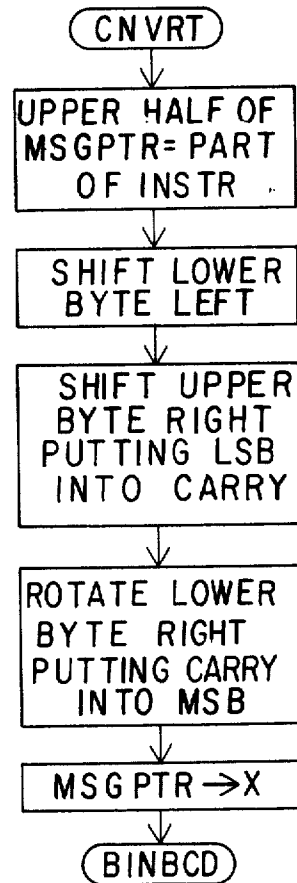 CNVRT
UPPER HALF OF
MSGPTR= PART
OF INSTR
SHIFT LOWER
BYTE LEFT
SHIFT UPPER
BYTE RIGHT
PUTTING LSB
INTO CARRY
ROTATE LOWER
BYTE RIGHT
PUTTING CARRY
INTO MSB
MSGPTR→X
BINBCD